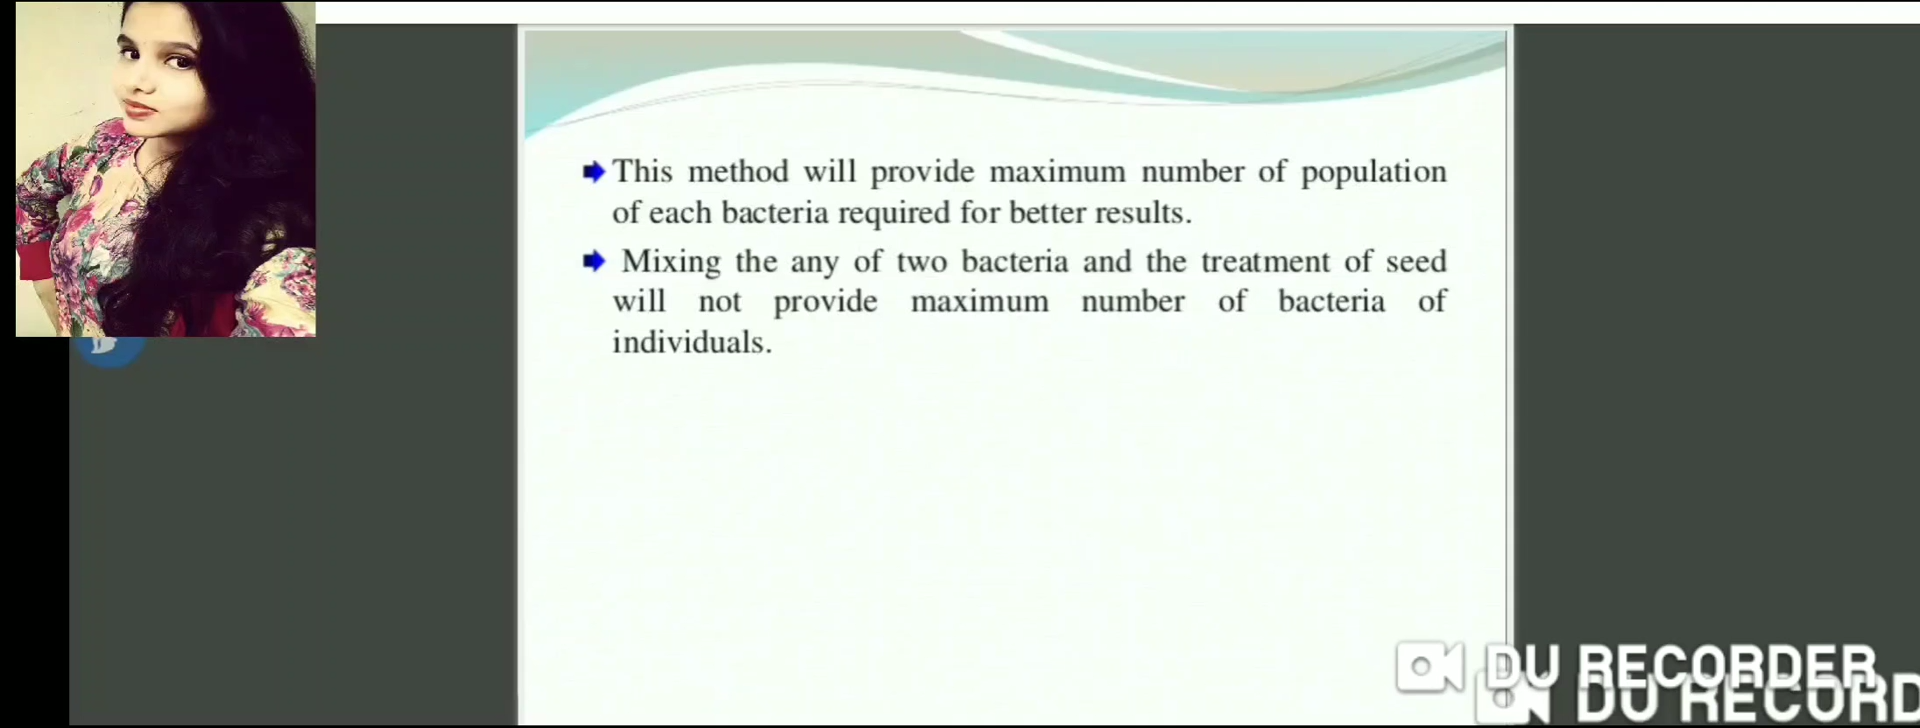 This method will provide maximum number of population
of each bacteria required for better results.
Mixing the any of two bacteria and the treatment of seed
will not provide maximum number of bacteria of
individuals.
DU RECORDER
DU RECORD